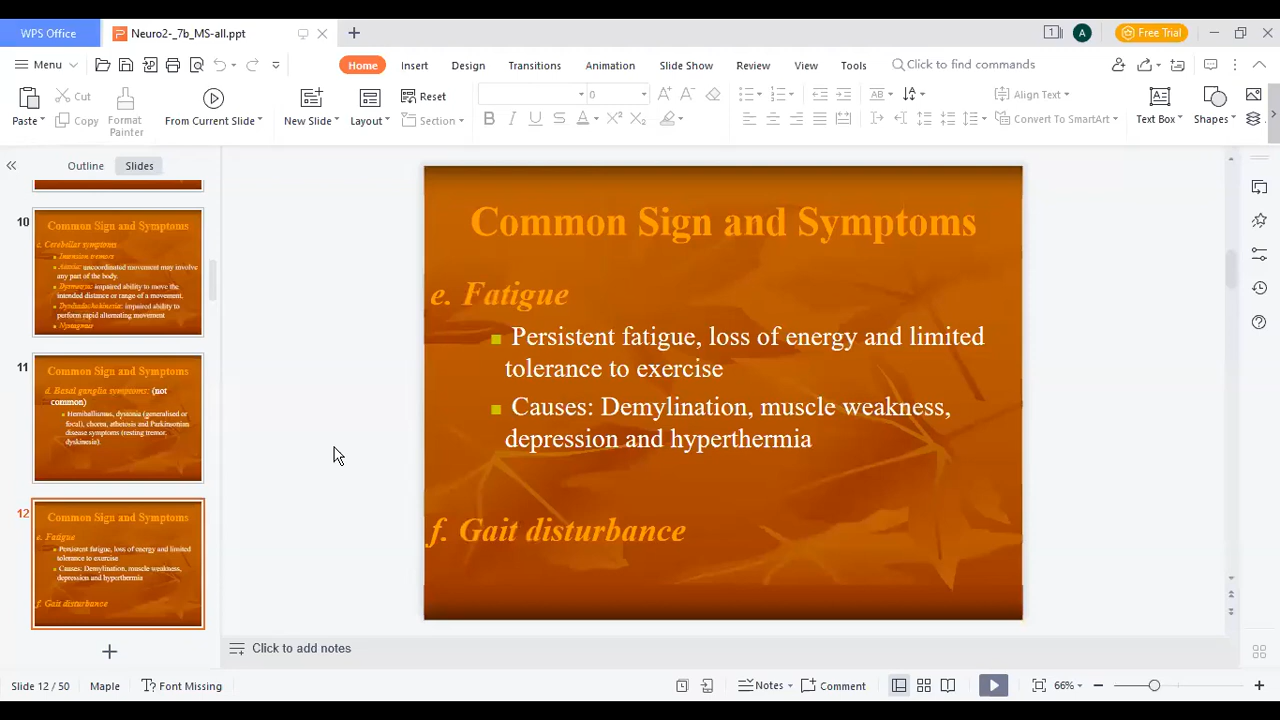 WPS Office
Neuro2-_7b_MS-all.ppt
Free Trial
Menu
Home
Insert
Design
Transitions
Animation
Slide Show
Review
View
Tools
Click to find commands
Paste
Cut
Copy
Format
Painter
From Current Slide
New Slide
Layout
Reset
Section
0
Align Text
Convert To SmartArt
Text Box
Shapes
Outline
Slides
10
Common Sign and Symptoms
c. Cerebellar symptoms
Intension tremors
Ataxia: uncoordinated movement may involve
any part of the body.
Dysmetria: impaired ability to move the
intended distance or range of a movement.
Dysdiadochokinesia: impaired ability to
perform rapid alternating movement
Nystagmus
11
Common Sign and Symptoms
d. Basal ganglia symptoms: (not
common)
Hemiballismus, dystonia (generalised or
focal), chorea, athetosis and Parkinsonian
disease symptoms (resting tremor,
dyskinesia).
12
Common Sign and Symptoms
e. Fatigue
Persistent fatigue, loss of energy and limited
tolerance to exercise
Causes: Demylination, muscle weakness,
depression and hyperthermia
f. Gait disturbance
Common Sign and Symptoms
e. Fatigue
Persistent fatigue, loss of energy and limited
tolerance to exercise
Causes: Demylination, muscle weakness,
depression and hyperthermia
f. Gait disturbance
Click to add notes
Slide 12 / 50
Maple
Font Missing
Notes
Comment
66%